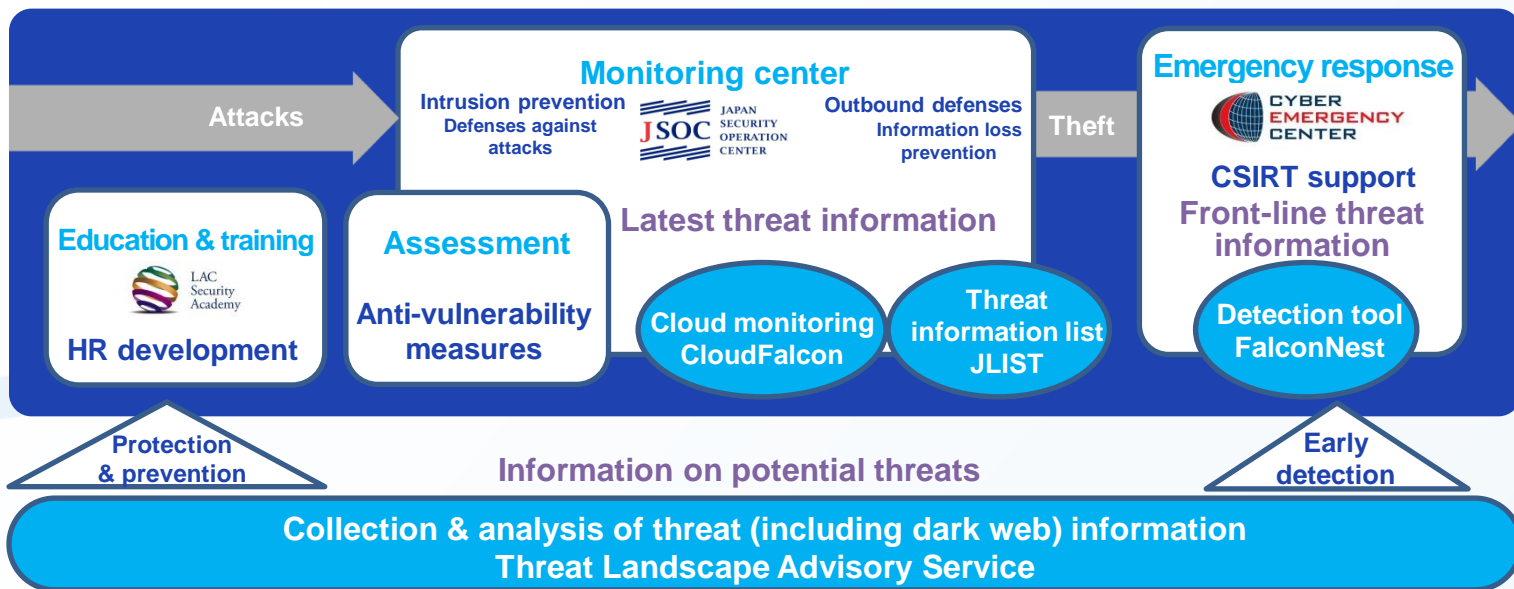 Attacks
Monitoring center
Intrusion prevention
Defenses against
attacks
JSOC
JAPAN
SECURITY
OPERATION
CENTER
Outbound defenses
Information loss
prevention
Theft
Emergency response
CYBER
EMERGENCY
CENTER
CSIRT support
Front-line threat
information
Education & training
LAC
Security
Academy
HR development
Assessment
Anti-vulnerability
measures
Latest threat information
Cloud monitoring
CloudFalcon
Threat
information list
JLIST
Detection tool
FalconNest
Protection
& prevention
Information on potential threats
Early
detection
Collection & analysis of threat (including dark web) information
Threat Landscape Advisory Service